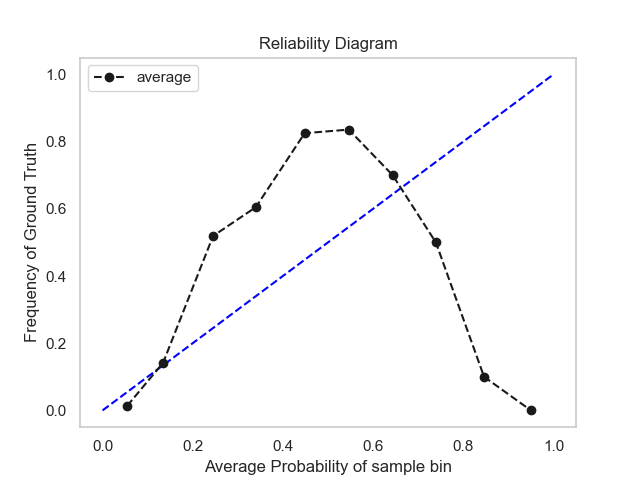 Reliability Diagram
average
Frequency of Ground Truth
1.0
0.8
0.6
0.4
0.2
0.0
0.0 0.2 0.4 0.6 0.8 1.0
Average Probability of sample bin